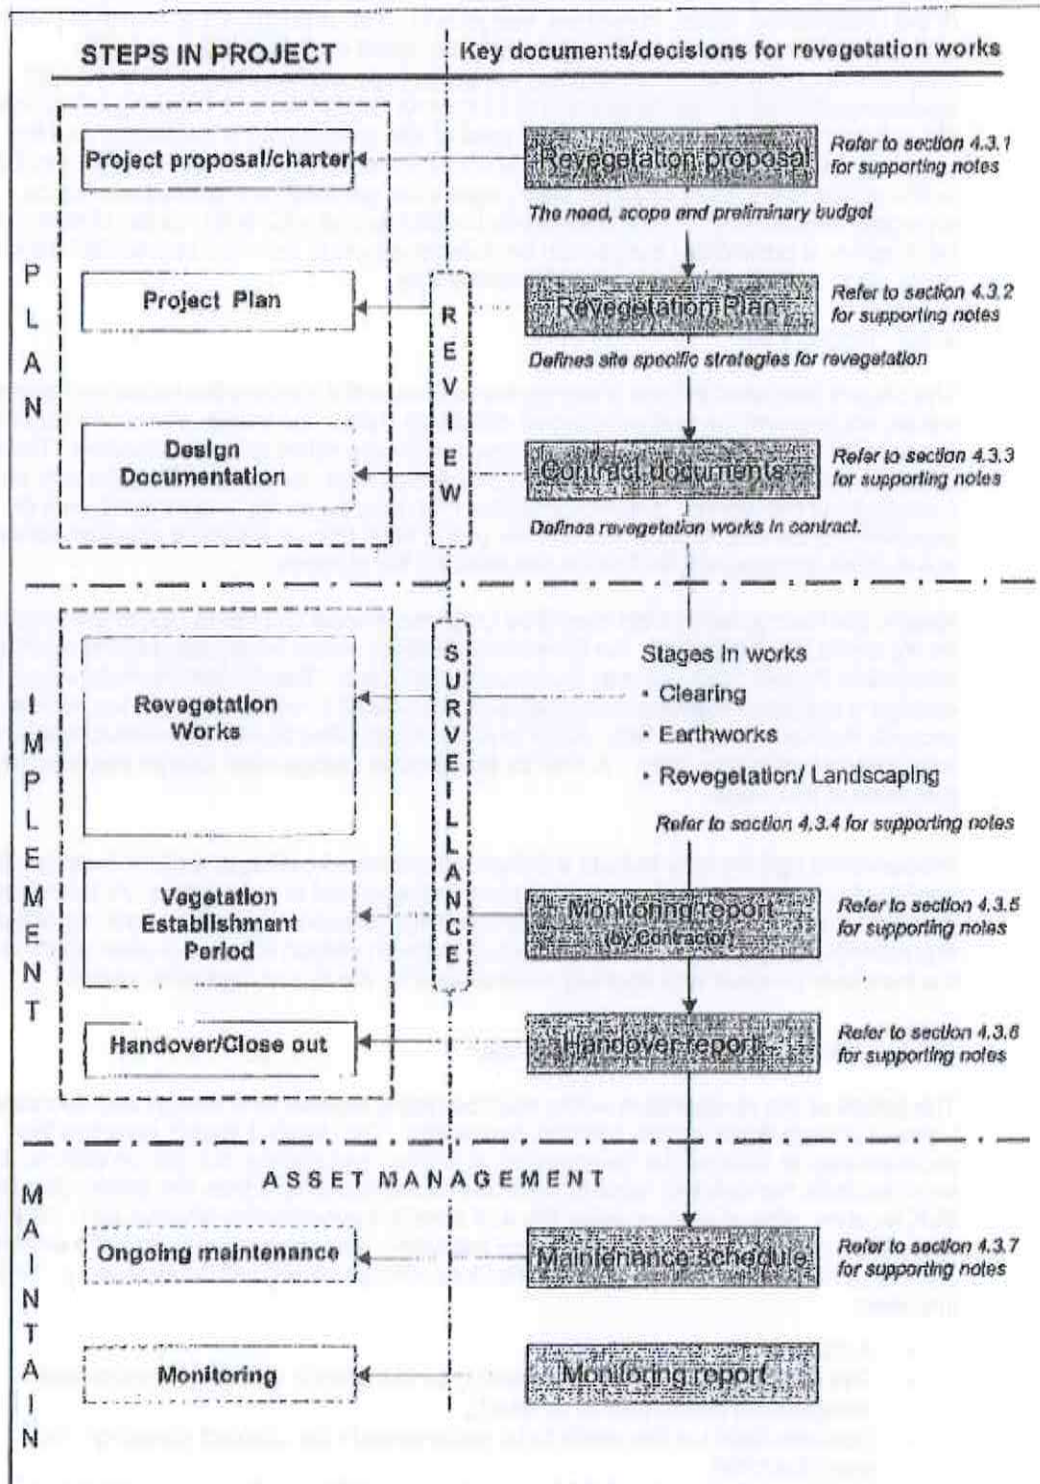 STEPS IN PROJECT
Key documents/decisions for revegetation works
PLAN
Project proposal/charter
Revegetation proposal
Refer to section 4.3.1
for supporting notes
The need, scope and preliminary budget
Project Plan
REVEEW
Revegetation Plan
Refer to section 4.3.2
for supporting notes
Defines site specific strategies for revegetation
Design
Documentation
Contract documents
Refer to section 4.3.3
for supporting notes
Defines revegetation works in contract.
IMPLEMENT
Revegetation
Works
SURVEILLANCE
Stages in works
• Clearing
• Earthworks
• Revegetation/ Landscaping
Refer to section 4.3.4 for supporting notes
Vegetation
Establishment
Period
Monitoring report
(by Contractor)
Refer to section 4.3.5
for supporting notes
Handover/Close out
Handover report
Refer to section 4.3.6
for supporting notes
MAINTAIN
ASSET MANAGEMENT
Ongoing maintenance
Maintenance schedule
Refer to section 4.3.7
for supporting notes
Monitoring
Monitoring report